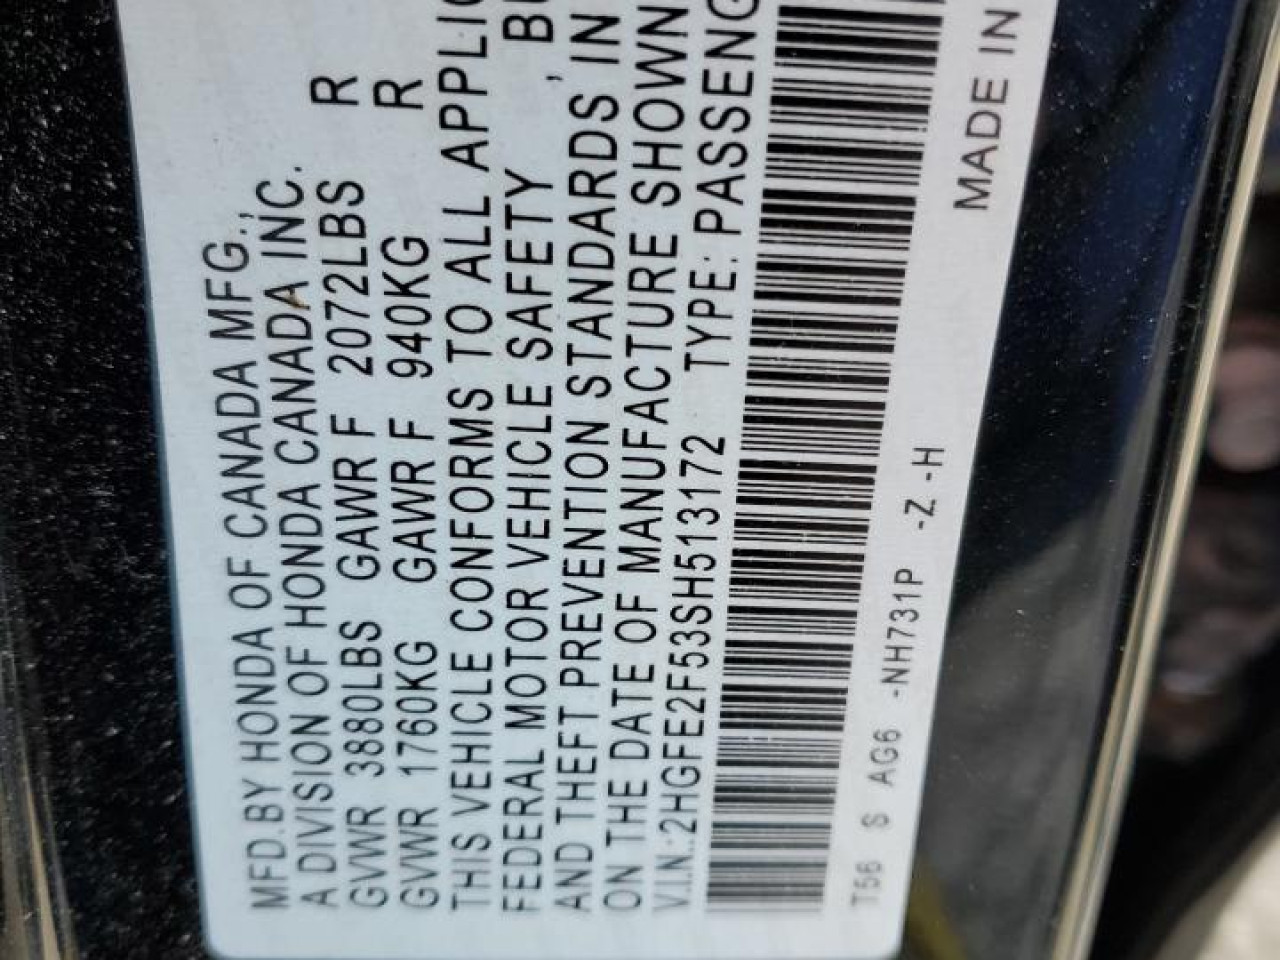 MFD.BY HONDA OF CANADA MFG.,
A DIVISION OF HONDA CANADA INC.
GVWR 3880LBS GAWR F 2072LBS R
GVWR 1760KG GAWR F 940KG R
THIS VEHICLE CONFORMS TO ALL APPLIC
FEDERAL MOTOR VEHICLE SAFETY , BU
AND THEFT PREVENTION STANDARDS IN
ON THE DATE OF MANUFACTURE SHOWN
V.I.N.:2HGFE2F53SH513172 TYPE: PASSENG
T56 S AG6 -NH731P -Z -H
MADE IN